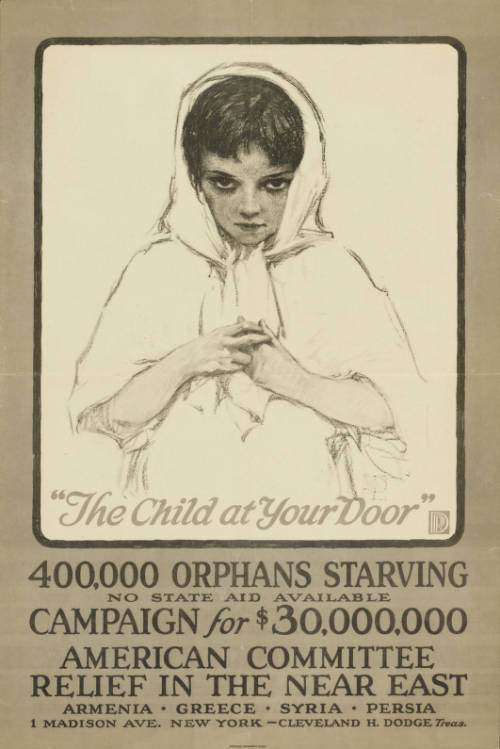 "The Child at Your Door"
400,000 ORPHANS STARVING
NO STATE AID AVAILABLE
CAMPAIGN for $30,000,000
AMERICAN COMMITTEE
RELIEF IN THE NEAR EAST
ARMENIA · GREECE · SYRIA · PERSIA
1 MADISON AVE. NEW YORK — CLEVELAND H. DODGE Treas.